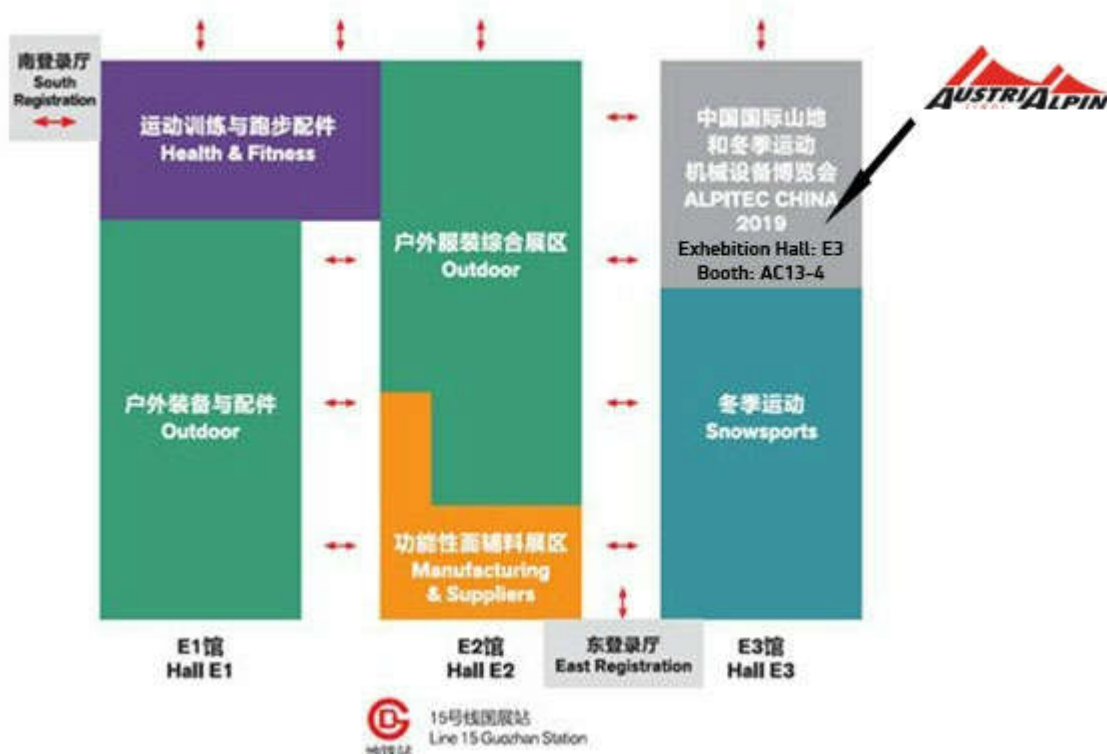 南登录厅
South
Registration
运动训练与跑步配件
Health & Fitness
户外服装综合展区
Outdoor
中国国际山地
和冬季运动
机械设备博览会
ALPITEC CHINA
2019
Exhebition Hall: E3
Booth: AC13-4
AUSTRIALPIN
户外装备与配件
Outdoor
冬季运动
Snowsports
功能性面辅料展区
Manufacturing
& Suppliers
E1馆
Hall E1
E2馆
Hall E2
东登录厅
East Registration
E3馆
Hall E3
15号线国展站
Line 15 Guozhan Station